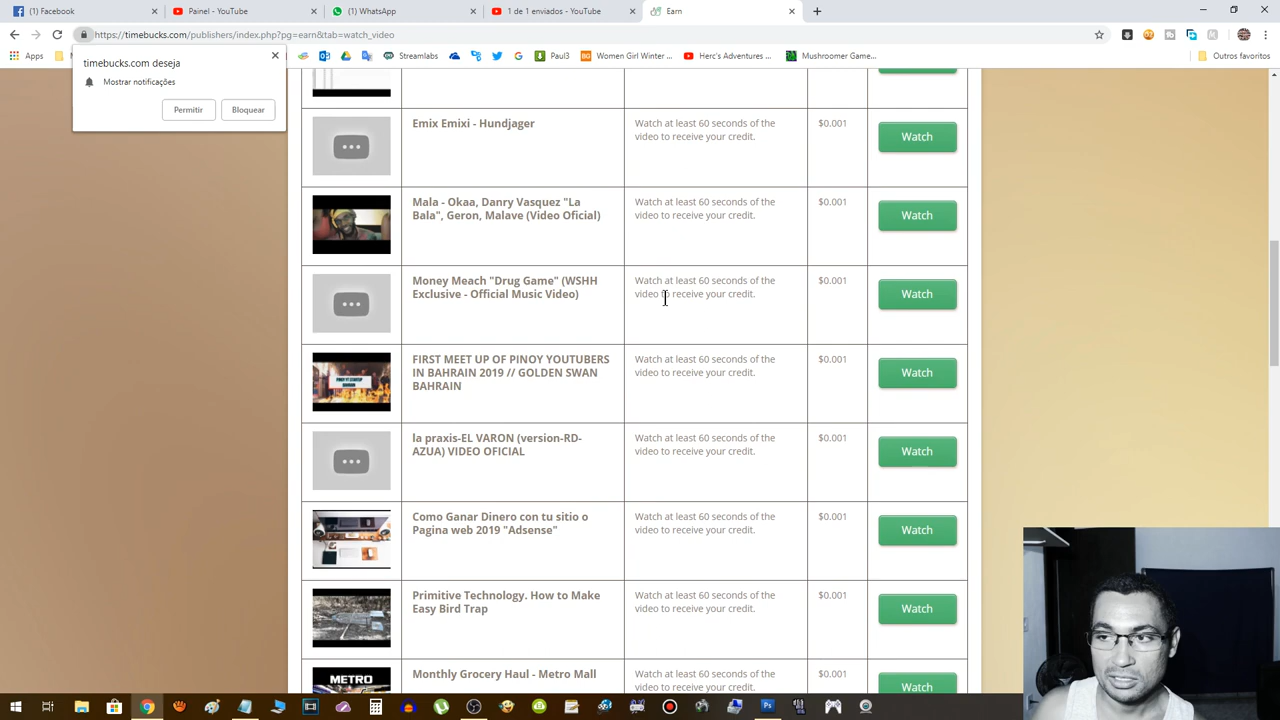 (1) Facebook
Painel - YouTube
(1) WhatsApp
1 de 1 enviados - YouTube
Earn
https://timebucks.com/publishers/index.php?pg=earn&tab=watch_video
Apps
Streamlabs
Paul3
Women Girl Winter ...
Herc's Adventures ...
Mushroomer Game...
Outros favoritos
timebucks.com deseja
Mostrar notificações
Permitir
Bloquear
Emix Emixi - Hundjager
Watch at least 60 seconds of the
video to receive your credit.
$0.001
Watch
Mala - Okaa, Danry Vasquez "La
Bala", Geron, Malave (Video Oficial)
Watch at least 60 seconds of the
video to receive your credit.
$0.001
Watch
Money Meach "Drug Game" (WSHH
Exclusive - Official Music Video)
Watch at least 60 seconds of the
video to receive your credit.
$0.001
Watch
FIRST MEET UP OF PINOY YOUTUBERS
IN BAHRAIN 2019 // GOLDEN SWAN
BAHRAIN
Watch at least 60 seconds of the
video to receive your credit.
$0.001
Watch
la praxis-EL VARON (version-RD-
AZUA) VIDEO OFICIAL
Watch at least 60 seconds of the
video to receive your credit.
$0.001
Watch
Como Ganar Dinero con tu sitio o
Pagina web 2019 "Adsense"
Watch at least 60 seconds of the
video to receive your credit.
$0.001
Watch
Primitive Technology. How to Make
Easy Bird Trap
Watch at least 60 seconds of the
video to receive your credit.
$0.001
Watch
METRO
Monthly Grocery Haul - Metro Mall
Watch at least 60 seconds of the
video to receive your credit.
$0.001
Watch